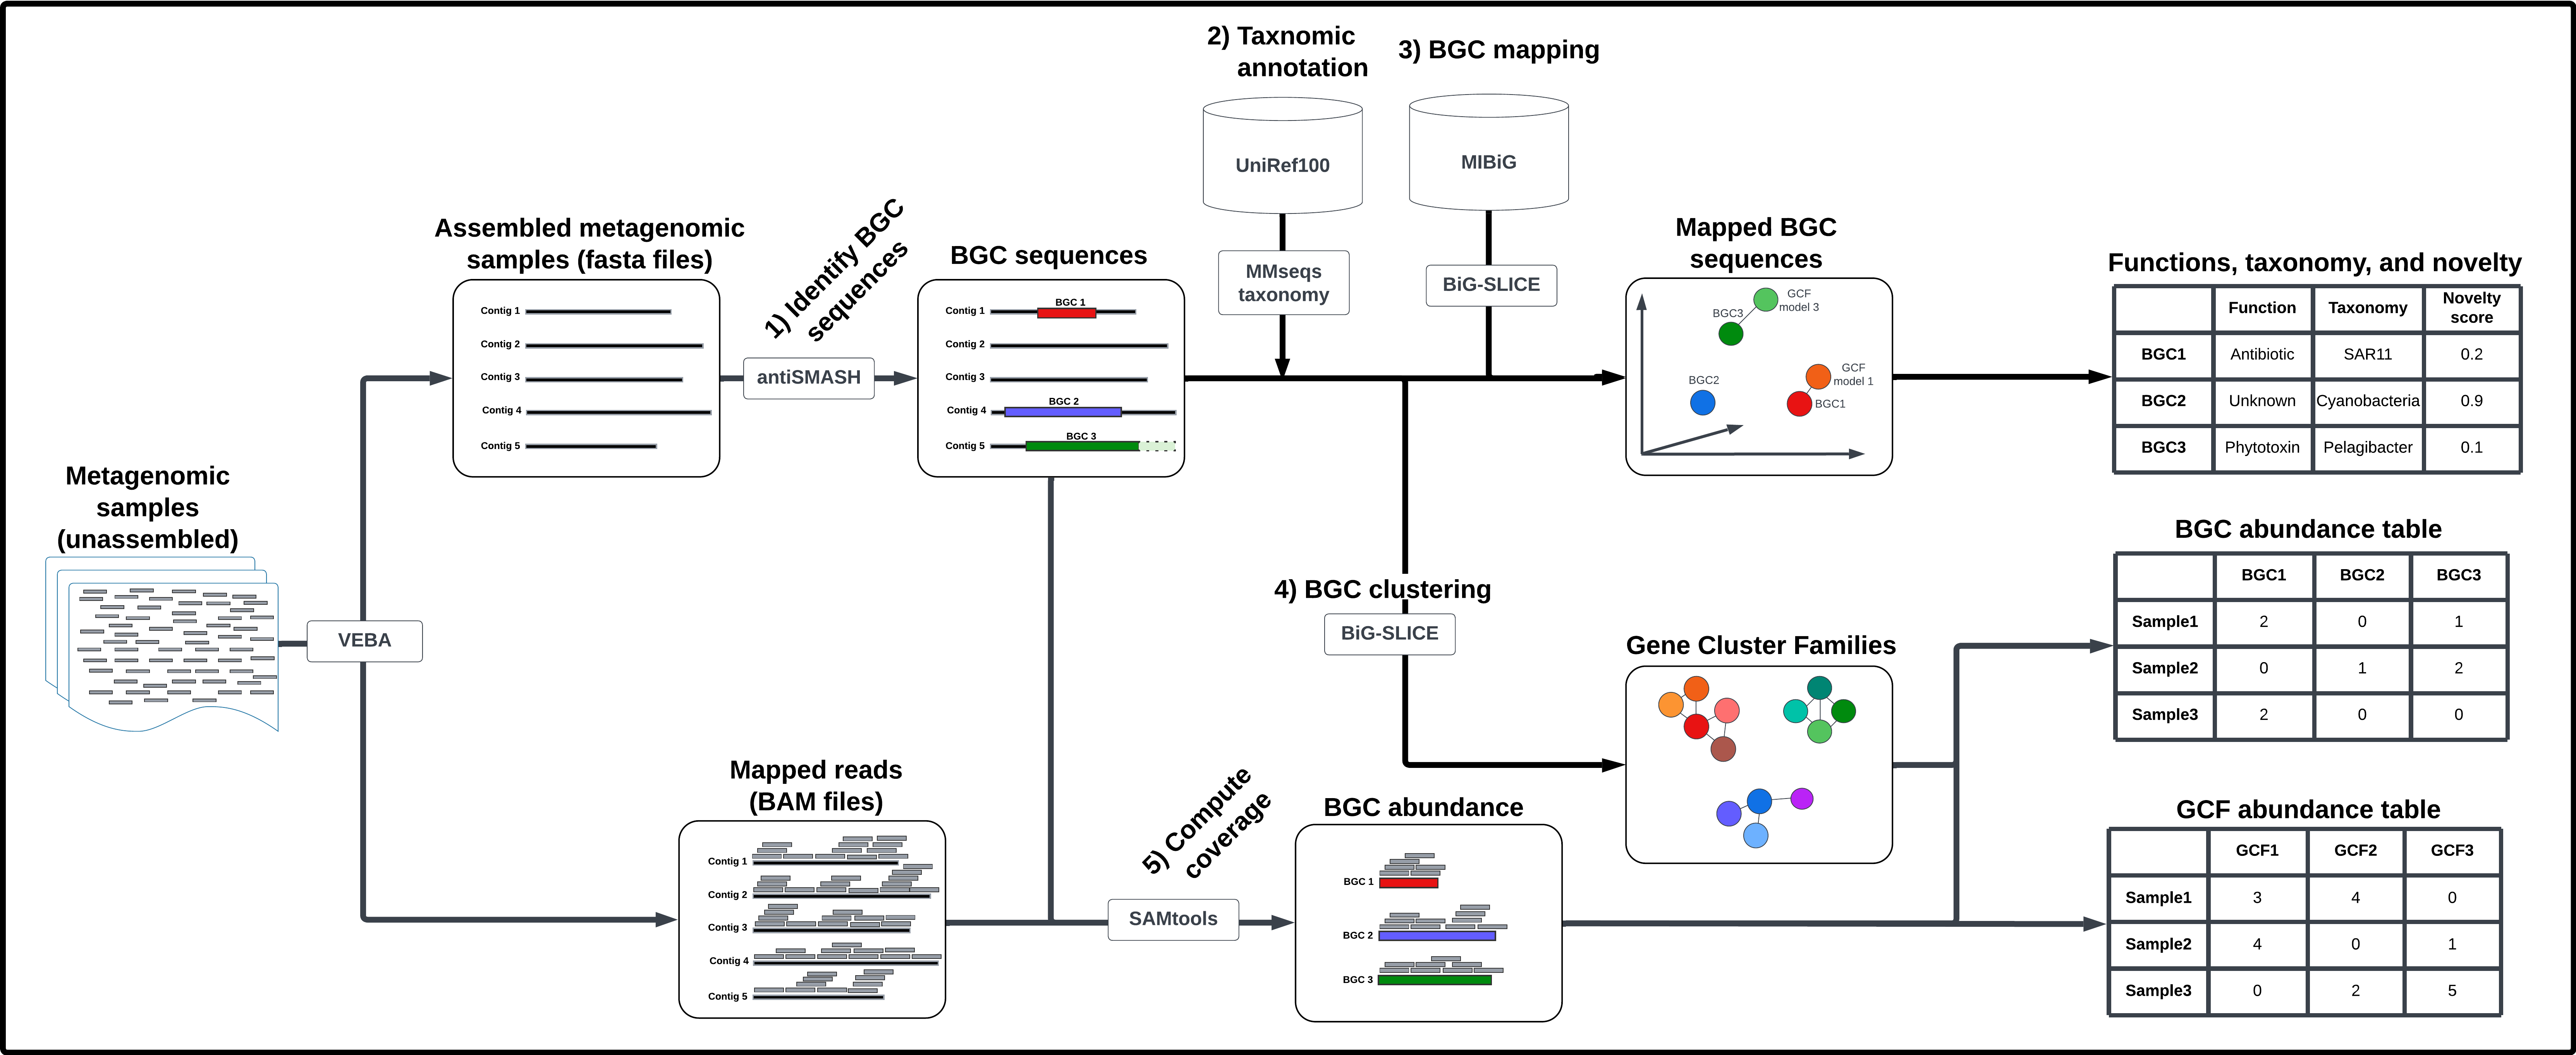 2) Taxnomic
annotation
3) BGC mapping
UniRef100
MIBiG
MMseqs
taxonomy
BiG-SLICE
Metagenomic
samples
(unassembled)
VEBA
Assembled metagenomic
samples (fasta files)
Contig 1
Contig 2
Contig 3
Contig 4
Contig 5
1) Identify BGC
sequences
antiSMASH
BGC sequences
BGC 1
Contig 1
Contig 2
Contig 3
BGC 2
Contig 4
BGC 3
Contig 5
Mapped BGC
sequences
GCF
model 3
BGC3
GCF
model 1
BGC2
BGC1
Functions, taxonomy, and novelty
Function Taxonomy Novelty
score
BGC1 Antibiotic SAR11 0.2
BGC2 Unknown Cyanobacteria 0.9
BGC3 Phytotoxin Pelagibacter 0.1
4) BGC clustering
BiG-SLICE
Gene Cluster Families
BGC abundance table
BGC1 BGC2 BGC3
Sample1 2 0 1
Sample2 0 1 2
Sample3 2 0 0
Mapped reads
(BAM files)
Contig 1
Contig 2
Contig 3
Contig 4
Contig 5
5) Compute
coverage
SAMtools
BGC abundance
BGC 1
BGC 2
BGC 3
GCF abundance table
GCF1 GCF2 GCF3
Sample1 3 4 0
Sample2 4 0 1
Sample3 0 2 5